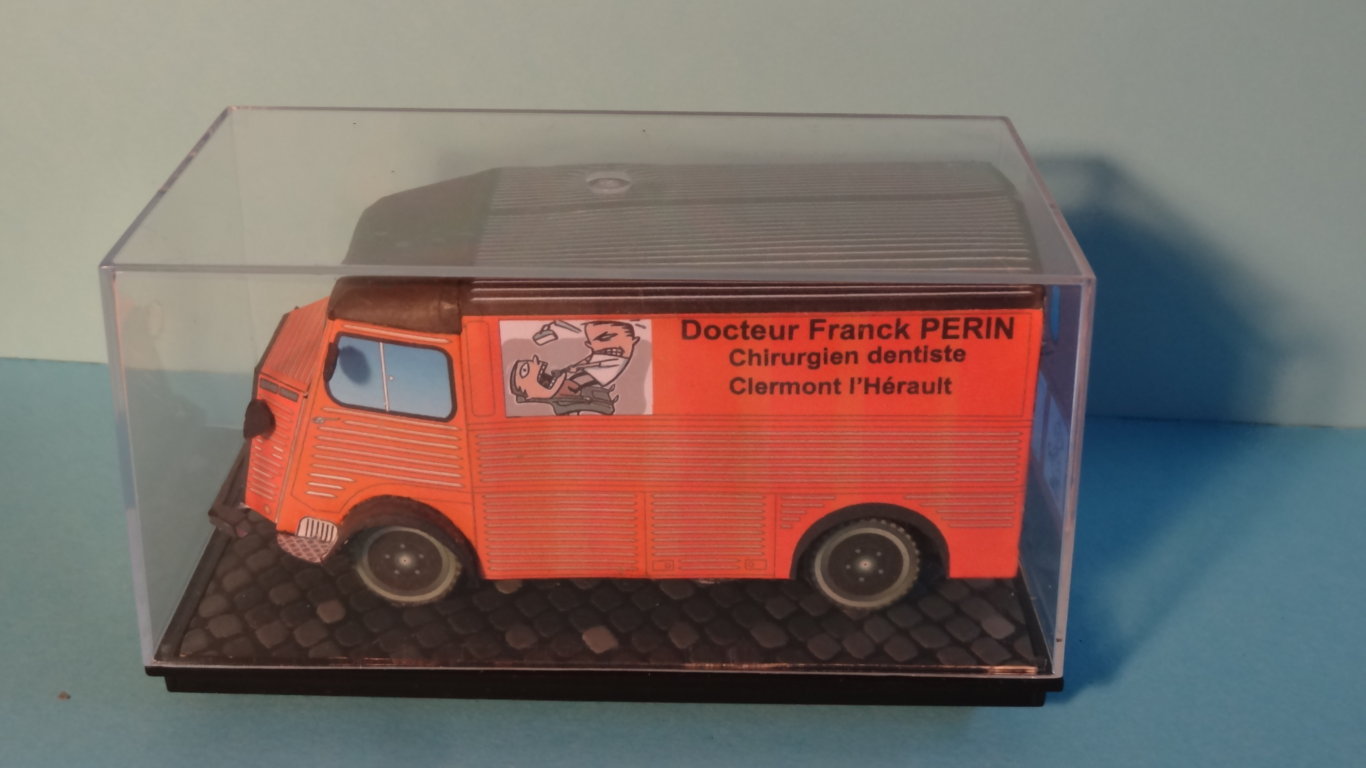 Docteur Franck PERIN
Chirurgien dentiste
Clermont l'Hérault